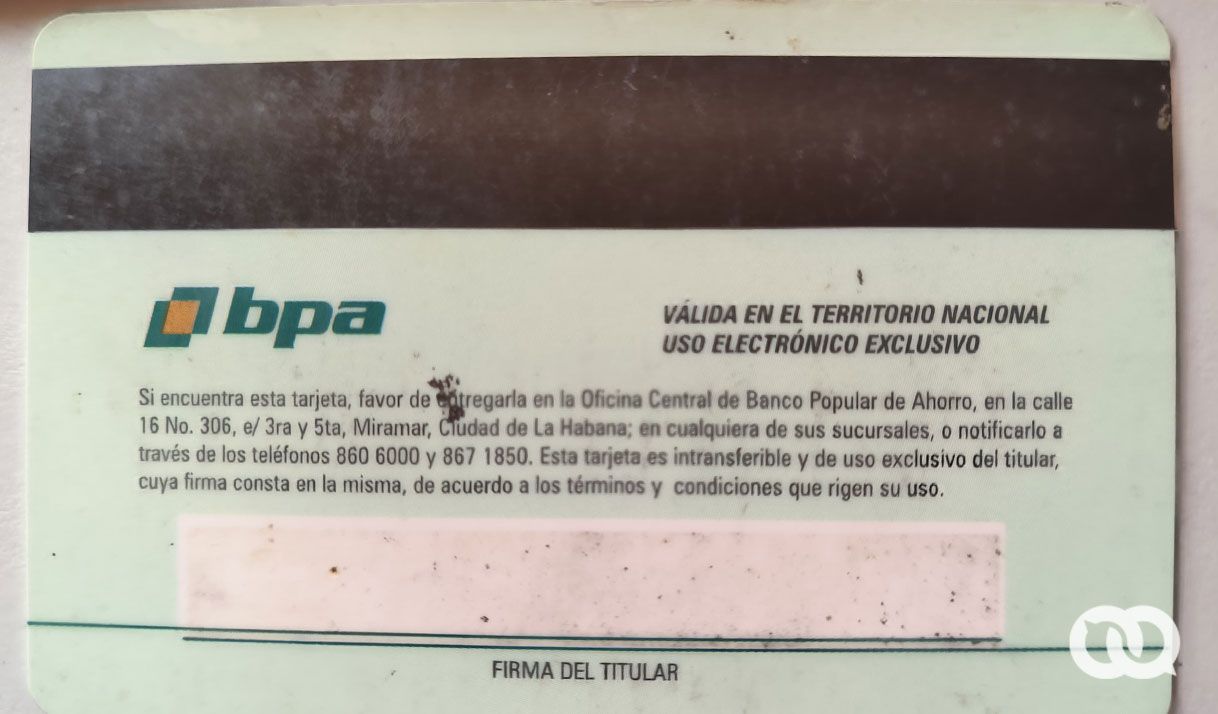 bpa
VÁLIDA EN EL TERRITORIO NACIONAL
USO ELECTRÓNICO EXCLUSIVO
Si encuentra esta tarjeta, favor de entregarla en la Oficina Central de Banco Popular de Ahorro, en la calle
16 No. 306, e/ 3ra y 5ta, Miramar, Ciudad de La Habana; en cualquiera de sus sucursales, o notificarlo a
través de los teléfonos 860 6000 y 867 1850. Esta tarjeta es intransferible y de uso exclusivo del titular,
cuya firma consta en la misma, de acuerdo a los términos y condiciones que rigen su uso.
FIRMA DEL TITULAR